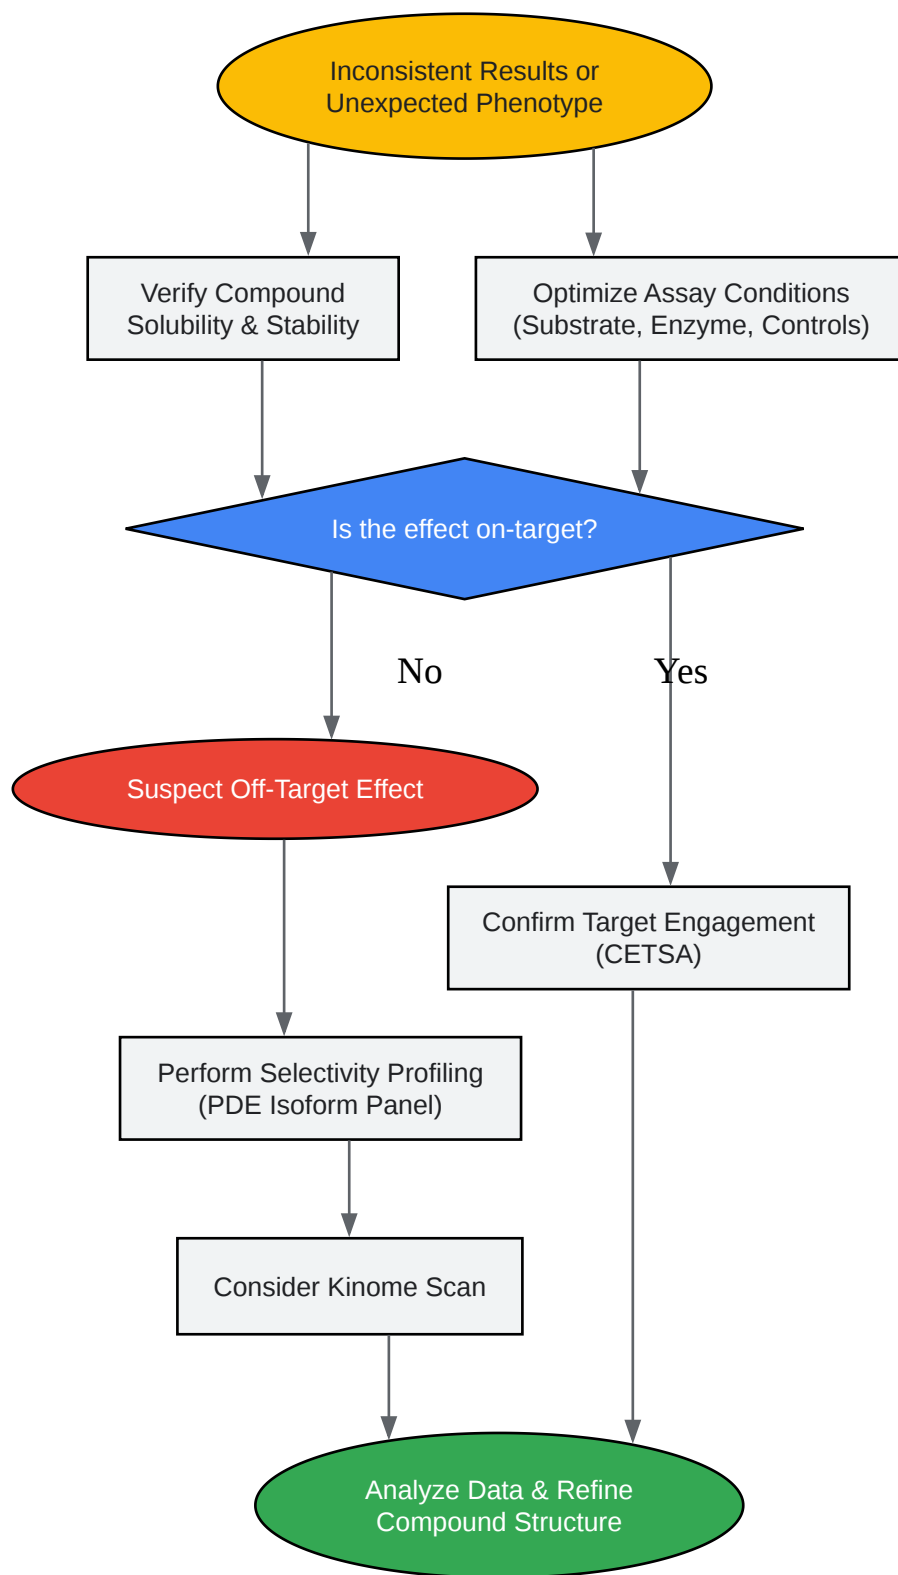 Inconsistent Results or
Unexpected Phenotype
Verify Compound
Solubility & Stability
Optimize Assay Conditions
(Substrate, Enzyme, Controls)
Is the effect on-target?
No
Yes
Suspect Off-Target Effect
Confirm Target Engagement
(CETSA)
Perform Selectivity Profiling
(PDE Isoform Panel)
Consider Kinome Scan
Analyze Data & Refine
Compound Structure